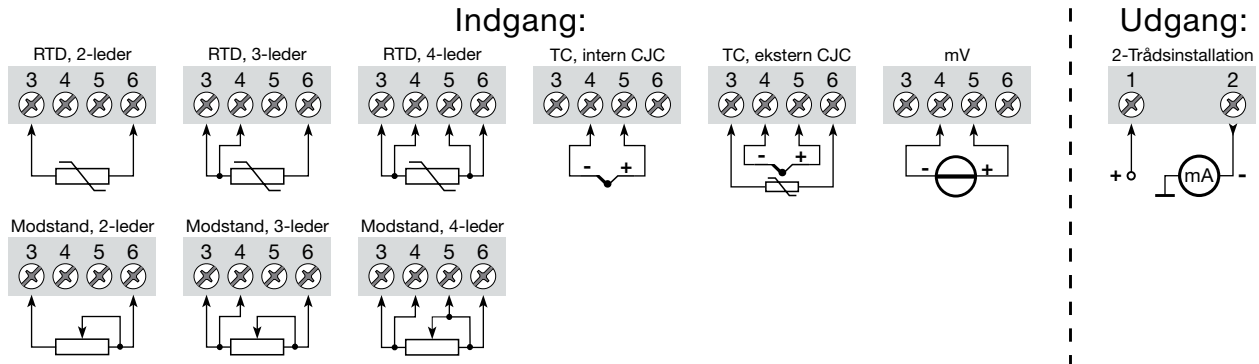 Indgang:
Udgang:
RTD, 2-leder
RTD, 3-leder
RTD, 4-leder
TC, intern CJC
TC, ekstern CJC
mV
2-Trådsinstallation
3 4 5 6
3 4 5 6
3 4 5 6
3 4 5 6
3 4 5 6
3 4 5 6
1 2
- +
- +
- +
+ mA -
Modstand, 2-leder
Modstand, 3-leder
Modstand, 4-leder
3 4 5 6
3 4 5 6
3 4 5 6